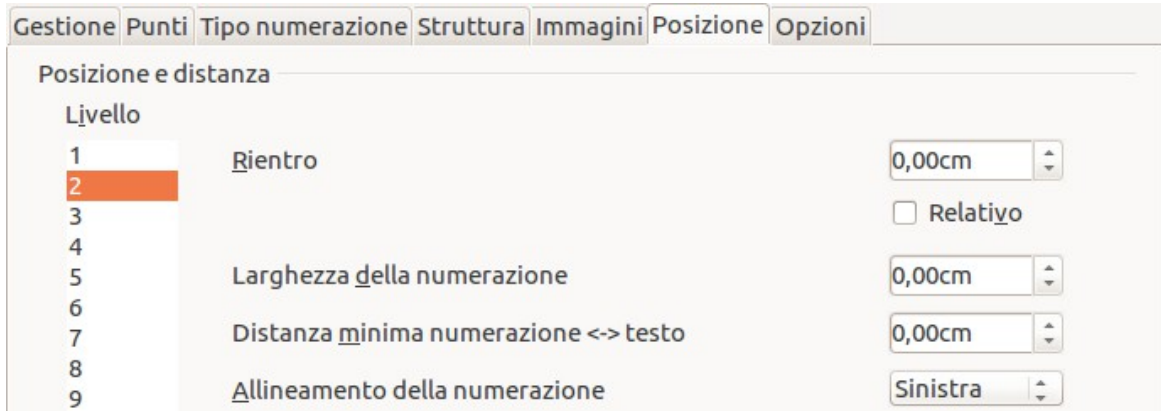 Gestione Punti Tipo numerazione Struttura Immagini Posizione Opzioni
Posizione e distanza
Livello
1
Rientro 0,00cm
2
3
Relativo
4
5
Larghezza della numerazione 0,00cm
6
7
Distanza minima numerazione <-> testo 0,00cm
8
9
Allineamento della numerazione Sinistra